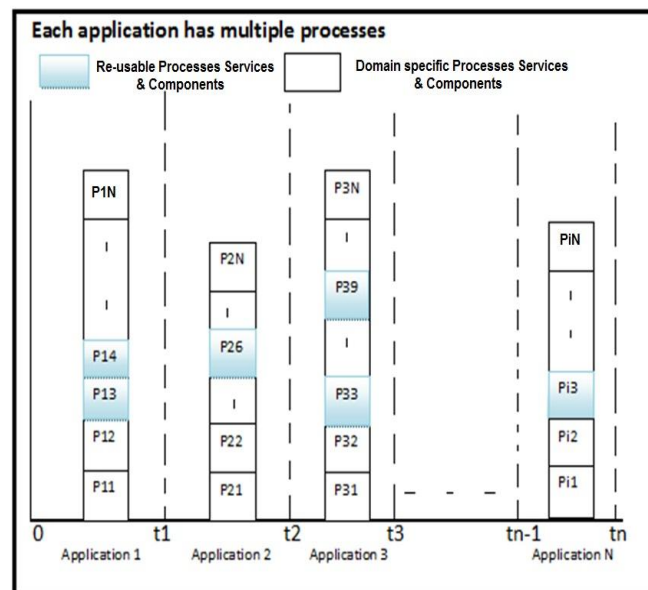 Each application has multiple processes
Re-usable Processes Services
& Components
Domain specific Processes Services
& Components
P1N
P14
P13
P12
P11
P2N
P26
P22
P21
P3N
P39
P33
P32
P31
PiN
Pi3
Pi2
Pi1
0
t1
t2
t3
tn-1
tn
Application 1
Application 2
Application 3
Application N